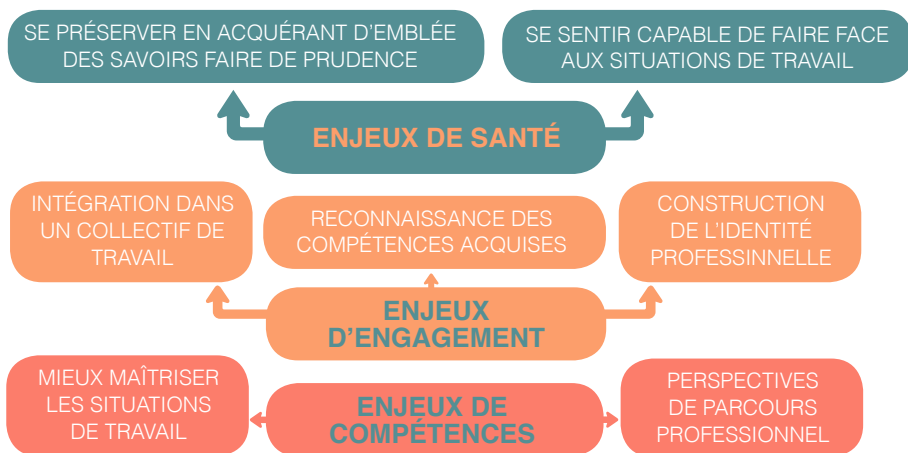 SE PRÉSERVER EN ACQUÉRANT D'EMBLÉE
DES SAVOIRS FAIRE DE PRUDENCE
SE SENTIR CAPABLE DE FAIRE FACE
AUX SITUATIONS DE TRAVAIL
ENJEUX DE SANTÉ
INTÉGRATION DANS
UN COLLECTIF DE
TRAVAIL
RECONNAISSANCE DES
COMPÉTENCES ACQUISES
CONSTRUCTION
DE L'IDENTITÉ
PROFESSINNELLE
ENJEUX
D’ENGAGEMENT
MIEUX MAÎTRISER
LES SITUATIONS
DE TRAVAIL
ENJEUX DE
COMPÉTENCES
PERSPECTIVES
DE PARCOURS
PROFESSIONNEL